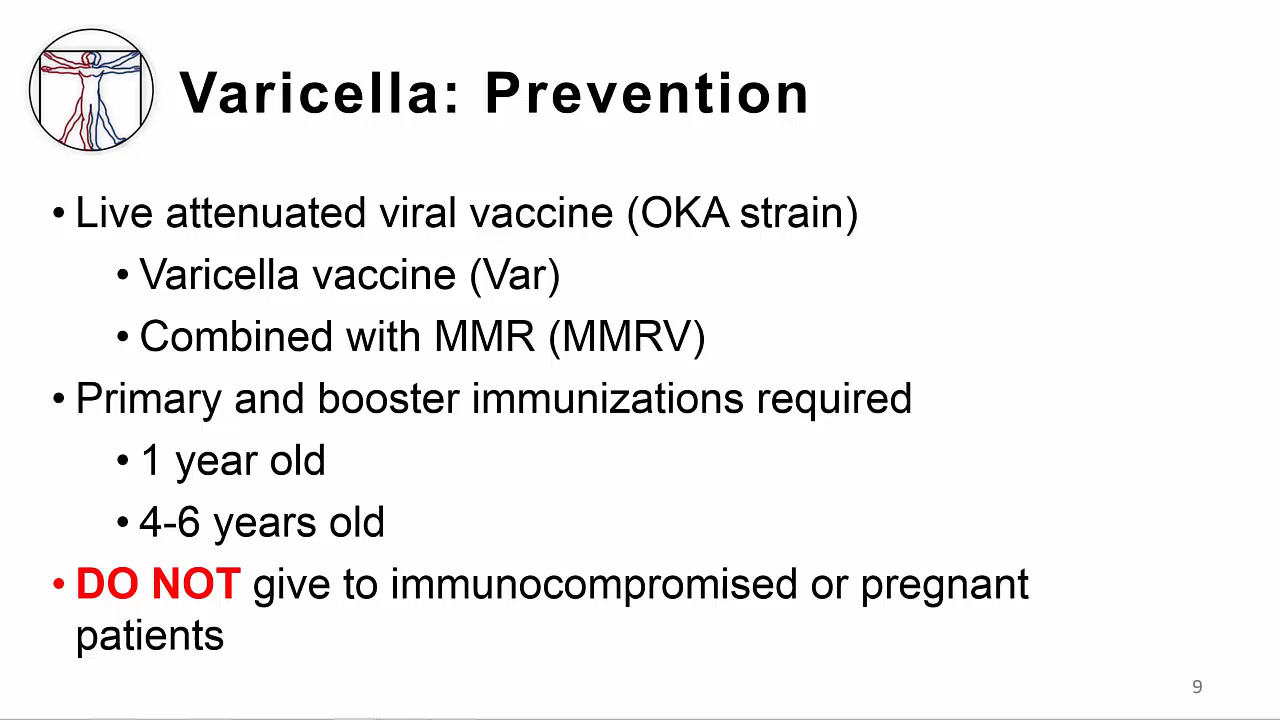 Varicella: Prevention
• Live attenuated viral vaccine (OKA strain)
• Varicella vaccine (Var)
• Combined with MMR (MMRV)
• Primary and booster immunizations required
• 1 year old
• 4-6 years old
• DO NOT give to immunocompromised or pregnant
patients
9